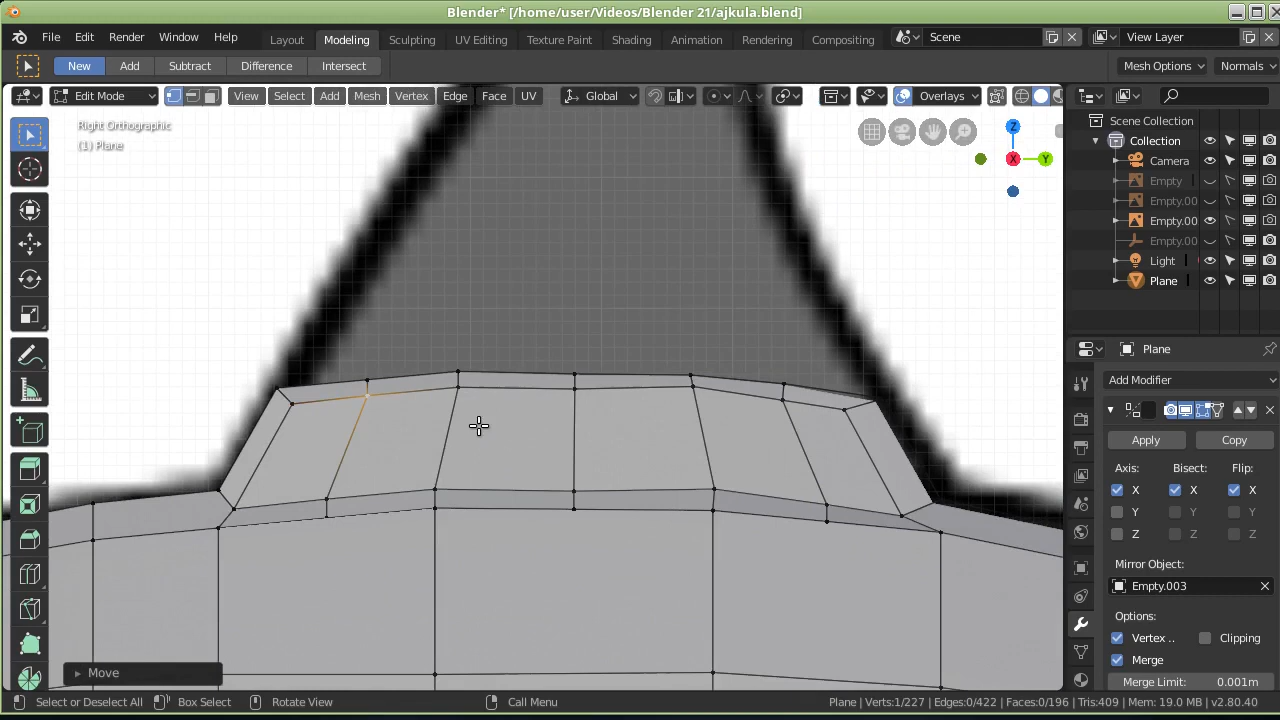 Blender* [/home/user/Videos/Blender 21/ajkula.blend]
File Edit Render Window Help Layout Modeling Sculpting UV Editing Texture Paint Shading Animation Rendering Compositing Scene View Layer
New Add Subtract Difference Intersect Mesh Options Normals
Edit Mode View Select Add Mesh Vertex Edge Face UV Global Overlays
Right Orthographic
(1) Plane
Z
X
Y
Scene Collection
Collection
Camera
Empty
Empty.00
Empty.00
Empty.00
Light
Plane
Plane
Add Modifier
Apply Copy
Axis: Bisect: Flip:
X X X
Y Y Y
Z Z Z
Mirror Object:
Empty.003
Options:
Vertex .. Clipping
Merge
Merge Limit: 0.001m
Move
Select or Deselect All Box Select Rotate View Call Menu Plane | Verts:1/227 | Edges:0/422 | Faces:0/196 | Tris:409 | Mem: 19.0 MB | v2.80.40